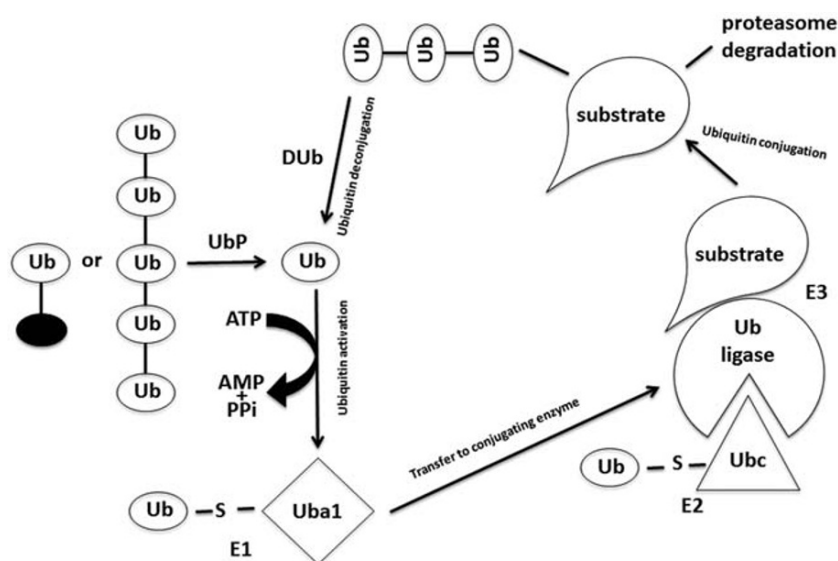 proteasome
degradation
Ub
Ub
Ub
substrate
Ubiquitin conjugation
DUb
Ubiquitin deconjugation
Ub
Ub
Ub
Ub
Ub
Ub
or
UbP
Ub
substrate
E3
Ub
ligase
ATP
AMP
+
PPi
Ubiquitin activation
Transfer to conjugating enzyme
Ub
S
Uba1
E1
Ub
S
Ubc
E2